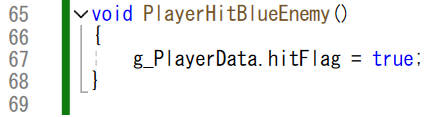 65 void PlayerHitBlueEnemy()
66 {
67 g_PlayerData.hitFlag = true;
68 }
69